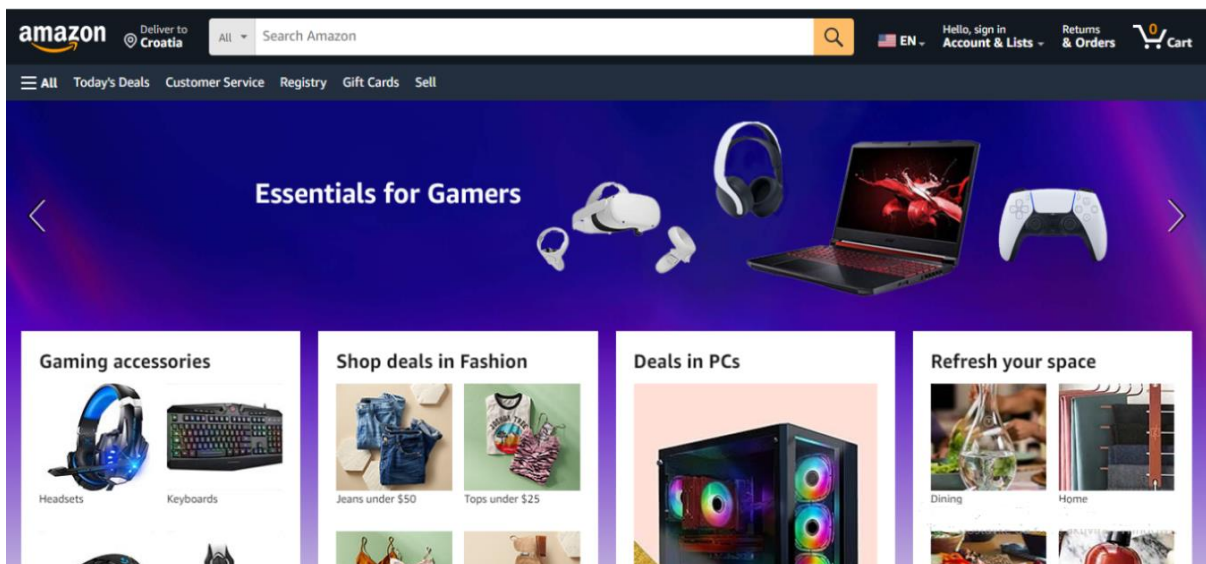 amazon
Deliver to
Croatia
All
Search Amazon
EN
Hello, sign in
Account & Lists
Returns
& Orders
0
Cart
All
Today's Deals
Customer Service
Registry
Gift Cards
Sell
Essentials for Gamers
Gaming accessories
Headsets
Keyboards
Shop deals in Fashion
Jeans under $50
Tops under $25
Deals in PCs
Refresh your space
Dining
Home